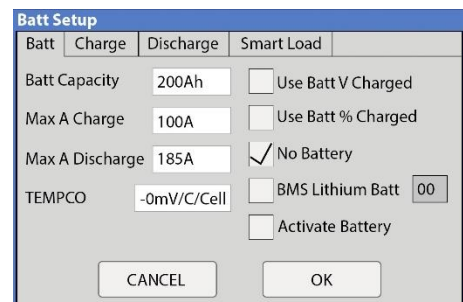 Batt Setup
Batt Charge Discharge Smart Load
Batt Capacity 200Ah Use Batt V Charged
Max A Charge 100A Use Batt % Charged
Max A Discharge 185A No Battery
TEMPCO -0mV/C/Cell BMS Lithium Batt 00
Activate Battery
CANCEL OK